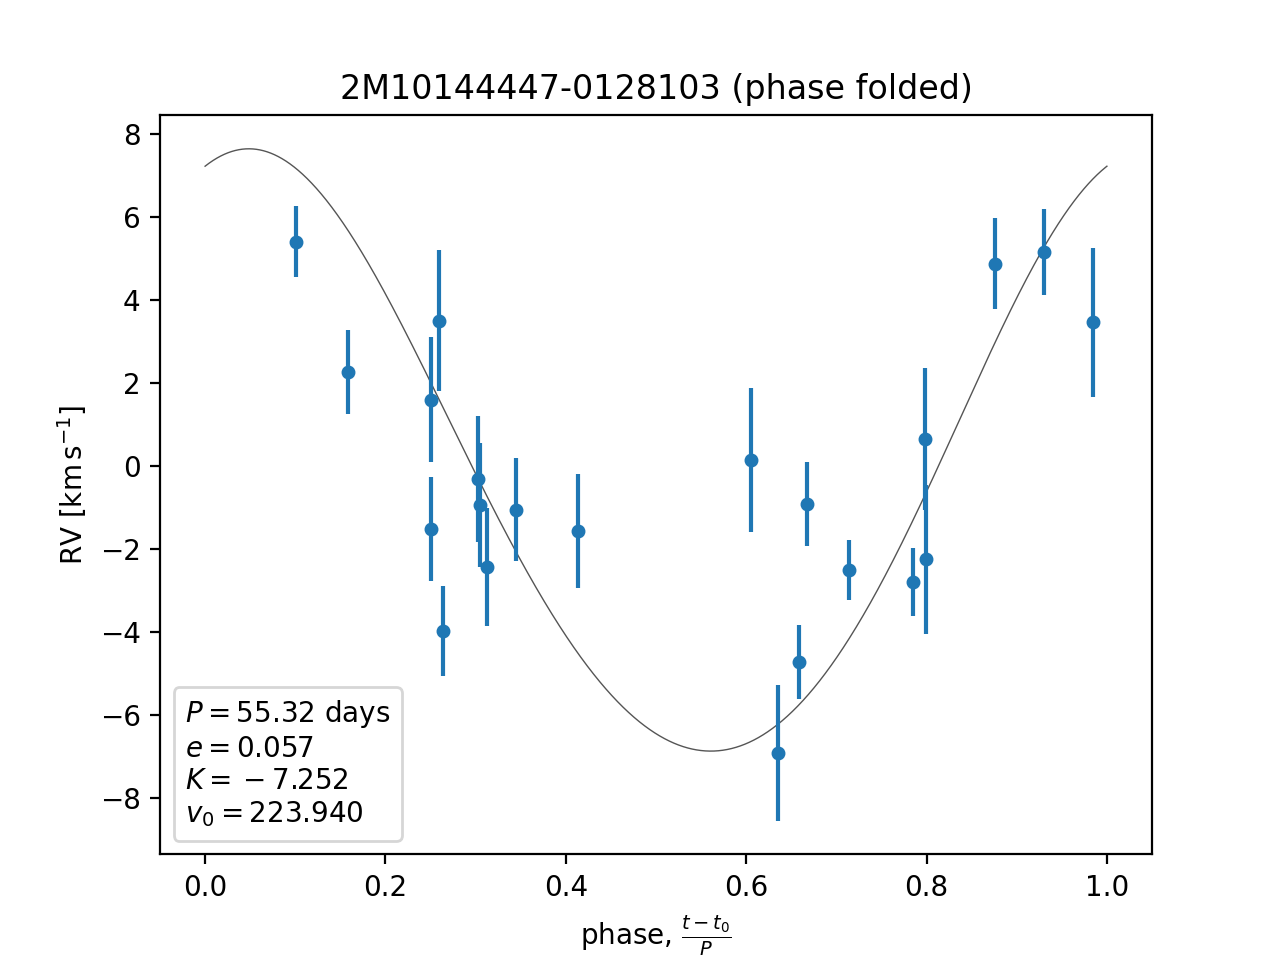 2M10144447-0128103 (phase folded)
8
6
4
2
0
−2
−4
−6
−8
RV [km s⁻¹]
P = 55.32 days
e = 0.057
K = −7.252
v₀ = 223.940
0.0 0.2 0.4 0.6 0.8 1.0
phase, (t − t₀)/P